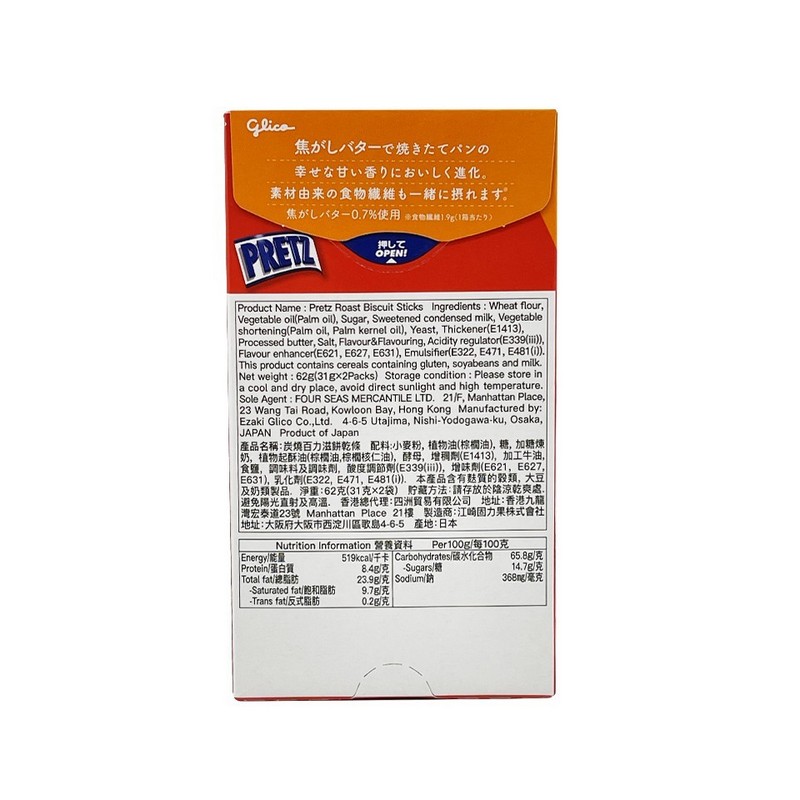 Glico
焦がしバターで焼きたてパンの
幸せな甘い香りにおいしく進化。
素材由来の食物繊維も一緒に摂れます。※
焦がしバター0.7%使用 ※食物繊維1.9g(1箱当たり)
PRETZ
押して
OPEN!
Product Name : Pretz Roast Biscuit Sticks Ingredients : Wheat flour,
Vegetable oil(Palm oil), Sugar, Sweetened condensed milk, Vegetable
shortening(Palm oil, Palm kernel oil), Yeast, Thickener(E1413),
Processed butter, Salt, Flavour&Flavouring, Acidity regulator(E339(iii)),
Flavour enhancer(E621, E627, E631), Emulsifier(E322, E471, E481(i)).
This product contains cereals containing gluten, soyabeans and milk.
Net weight : 62g(31g×2Packs) Storage condition : Please store in
a cool and dry place, avoid direct sunlight and high temperature.
Sole Agent : FOUR SEAS MERCANTILE LTD. 21/F, Manhattan Place,
23 Wang Tai Road, Kowloon Bay, Hong Kong Manufactured by:
Ezaki Glico Co.,Ltd. 4-6-5 Utajima, Nishi-Yodogawa-ku, Osaka,
JAPAN Product of Japan
產品名稱:炭燒百力滋餅乾條 配料:小麥粉, 植物油(棕櫚油), 糖, 加糖煉
奶, 植物起酥油(棕櫚油,棕櫚核仁油), 酵母, 增稠劑(E1413), 加工牛油,
食鹽, 調味料及調味劑, 酸度調節劑(E339(iii)), 增味劑(E621, E627,
E631), 乳化劑(E322, E471, E481(i)). 本產品含有麩質的穀類, 大豆
及奶類製品. 淨重:62克(31克×2袋) 貯藏方法:請存放於陰涼乾爽處,
避免陽光直射及高溫. 香港總代理:四洲貿易有限公司 地址:香港九龍
灣宏泰道23號 Manhattan Place 21樓 製造商:江崎固力果株式會社
地址:大阪府大阪市西淀川區歌島4-6-5 產地:日本
Nutrition Information 營養資料 Per100g/每100克
Energy/能量 519kcal/千卡 Carbohydrates/碳水化合物 65.8g/克
Protein/蛋白質 8.4g/克 -Sugars/糖 14.7g/克
Total fat/總脂肪 23.9g/克 Sodium/鈉 368mg/毫克
-Saturated fat/飽和脂肪 9.7g/克
-Trans fat/反式脂肪 0.2g/克